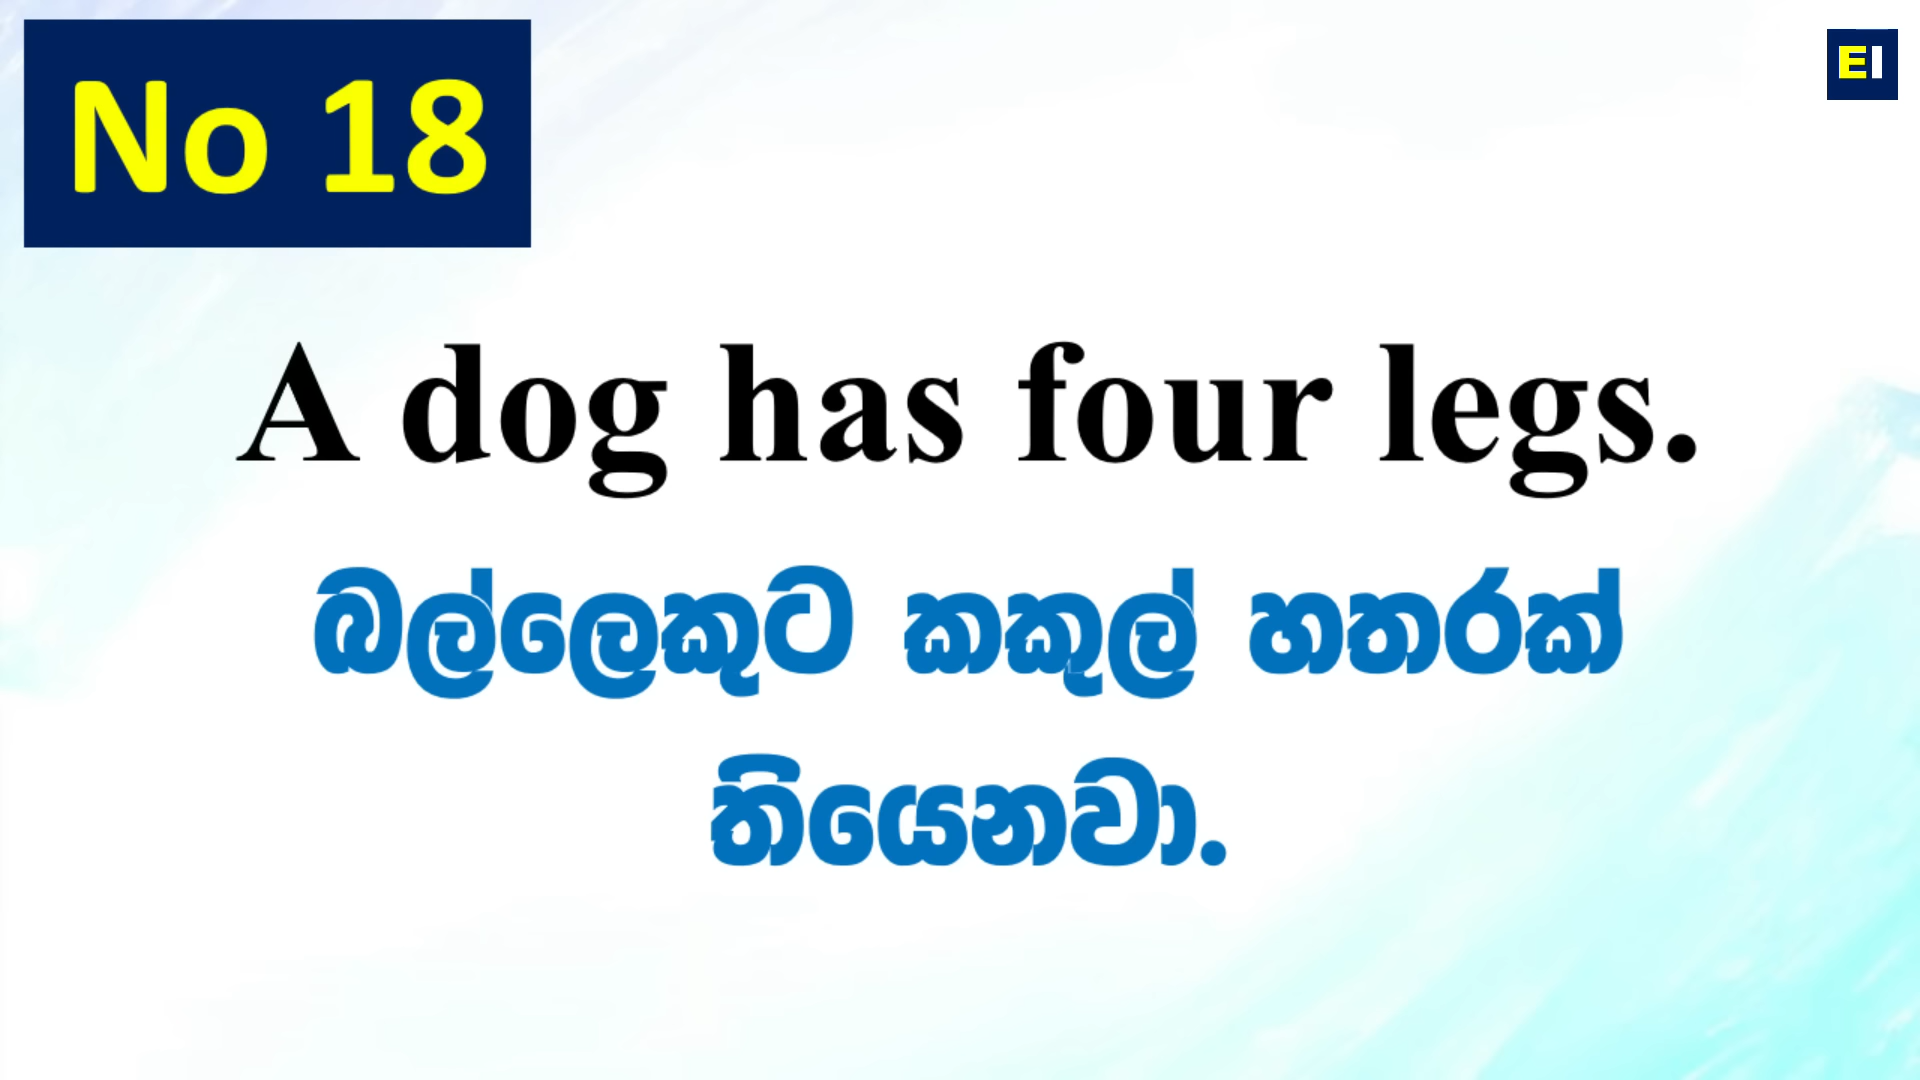 No 18
EI
A dog has four legs.
බල්ලෙකුට කකුල් හතරක්
තියෙනවා.